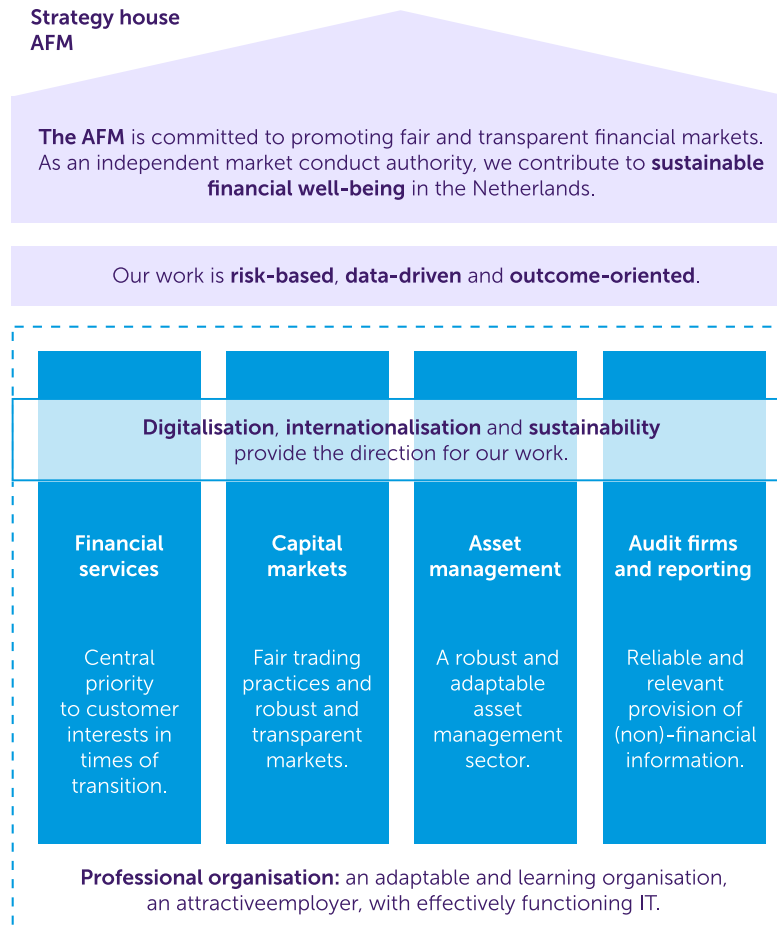 Strategy house
AFM
The AFM is committed to promoting fair and transparent financial markets.
As an independent market conduct authority, we contribute to sustainable
financial well-being in the Netherlands.
Our work is risk-based, data-driven and outcome-oriented.
Digitalisation, internationalisation and sustainability
provide the direction for our work.
Financial
services
Central
priority
to customer
interests in
times of
transition.
Capital
markets
Fair trading
practices and
robust and
transparent
markets.
Asset
management
A robust and
adaptable
asset
management
sector.
Audit firms
and reporting
Reliable and
relevant
provision of
(non)-financial
information.
Professional organisation: an adaptable and learning organisation,
an attractiveemployer, with effectively functioning IT.